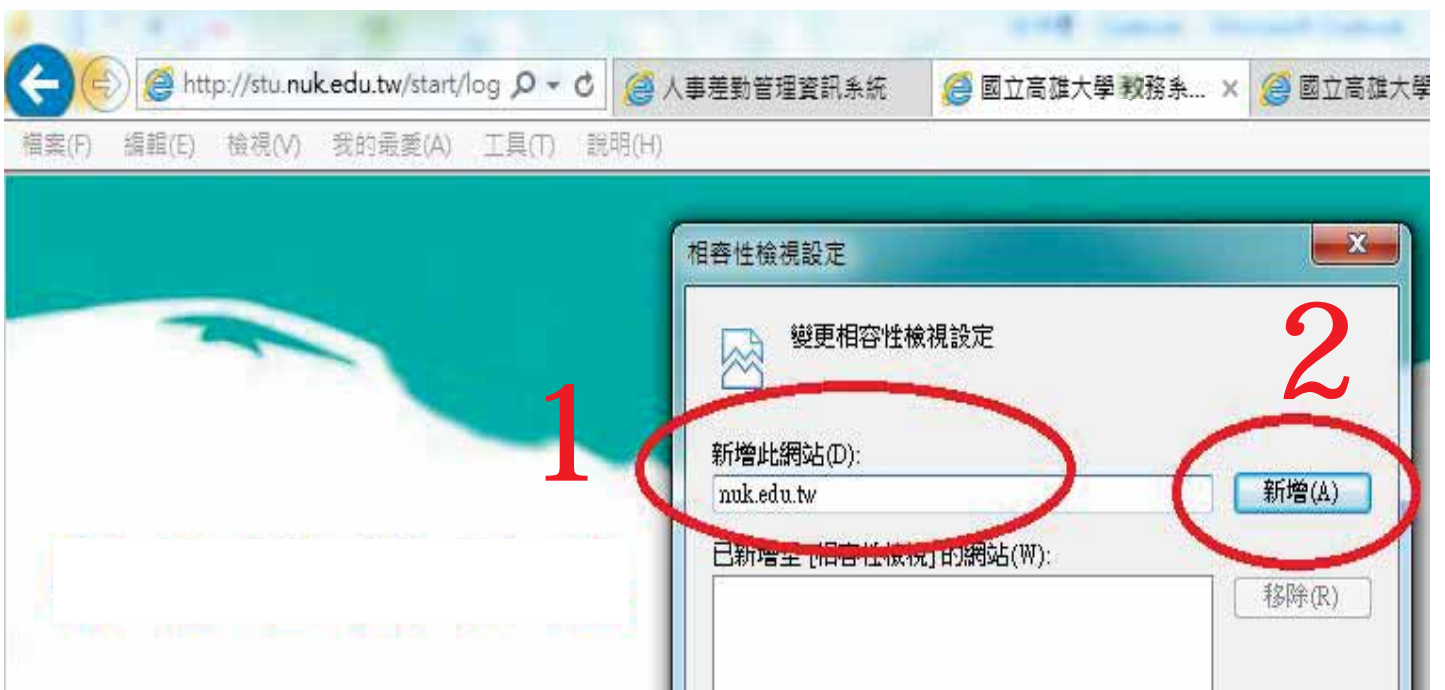 http://stu.nuk.edu.tw/start/log
人事差勤管理資訊系統
國立高雄大學 教務系...
國立高雄大學
檔案(F) 編輯(E) 檢視(V) 我的最愛(A) 工具(T) 說明(H)
相容性檢視設定
變更相容性檢視設定
1
2
新增此網站(D):
nuk.edu.tw
新增(A)
已新增至 [相容性檢視] 的網站(W):
移除(R)